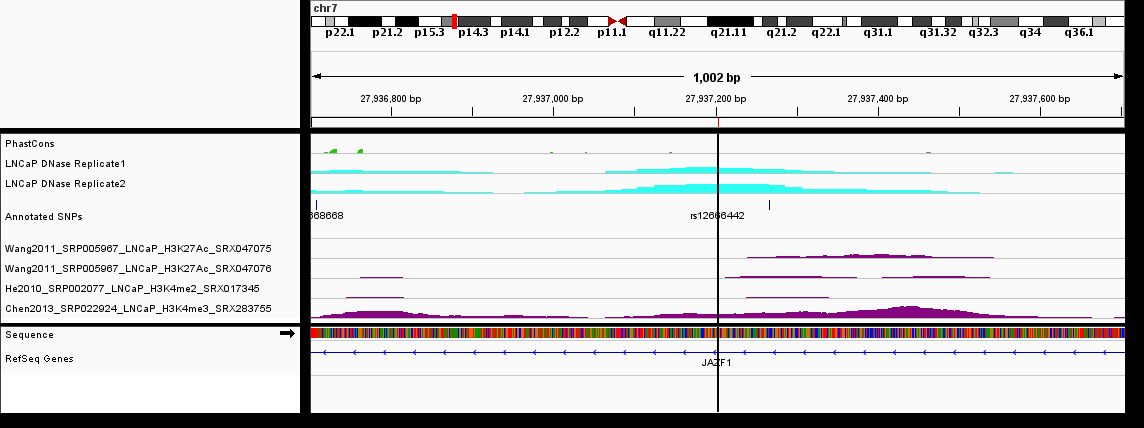 chr7
p22.1 p21.2 p15.3 p14.3 p14.1 p12.2 p11.1 q11.22 q21.11 q21.2 q22.1 q31.1 q31.32 q32.3 q34 q36.1
1,002 bp
27,936,800 bp 27,937,000 bp 27,937,200 bp 27,937,400 bp 27,937,600 bp
PhastCons
LNCaP DNase Replicate1
LNCaP DNase Replicate2
Annotated SNPs 368668 rs12666442
Wang2011_SRP005967_LNCaP_H3K27Ac_SRX047075
Wang2011_SRP005967_LNCaP_H3K27Ac_SRX047076
He2010_SRP002077_LNCaP_H3K4me2_SRX017345
Chen2013_SRP022924_LNCaP_H3K4me3_SRX283755
Sequence
RefSeq Genes
JAZF1